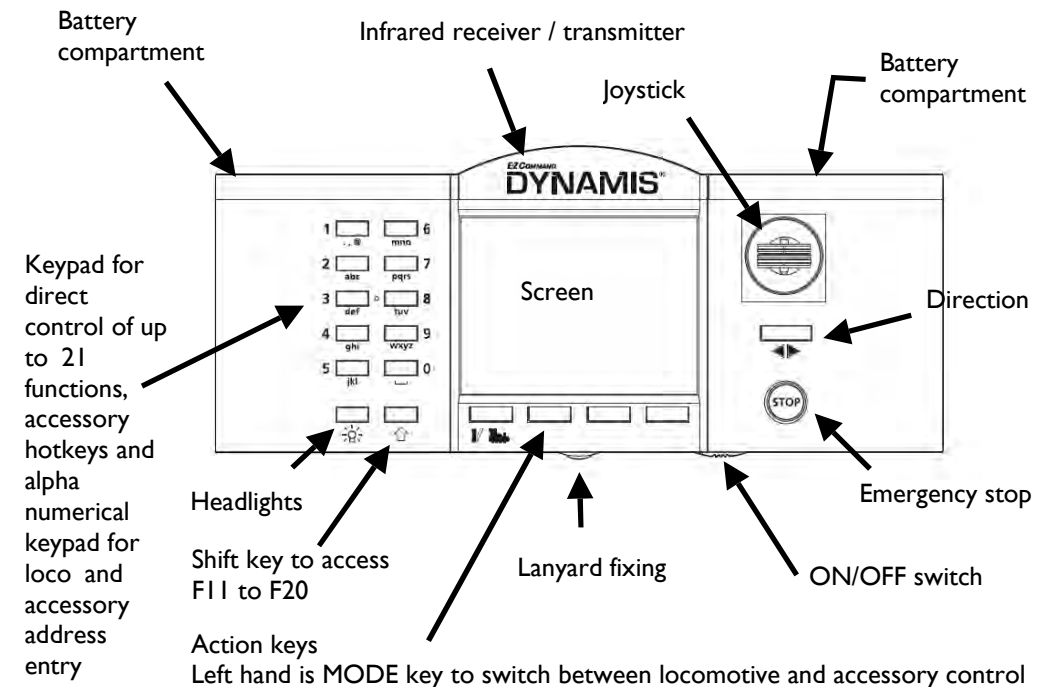 Battery
compartment
Infrared receiver / transmitter
Joystick
Battery
compartment
EZ COMMAND
DYNAMIS®
1
. , @
6
mno
2
abc
7
pqrs
3
def
8
tuv
4
ghi
9
wxyz
5
jkl
0
Screen
STOP
Keypad for
direct
control of up
to 21
functions,
accessory
hotkeys and
alpha
numerical
keypad for
loco and
accessory
address
entry
Direction
Headlights
Emergency stop
Shift key to access
F11 to F20
Lanyard fixing
ON/OFF switch
Action keys
Left hand is MODE key to switch between locomotive and accessory control